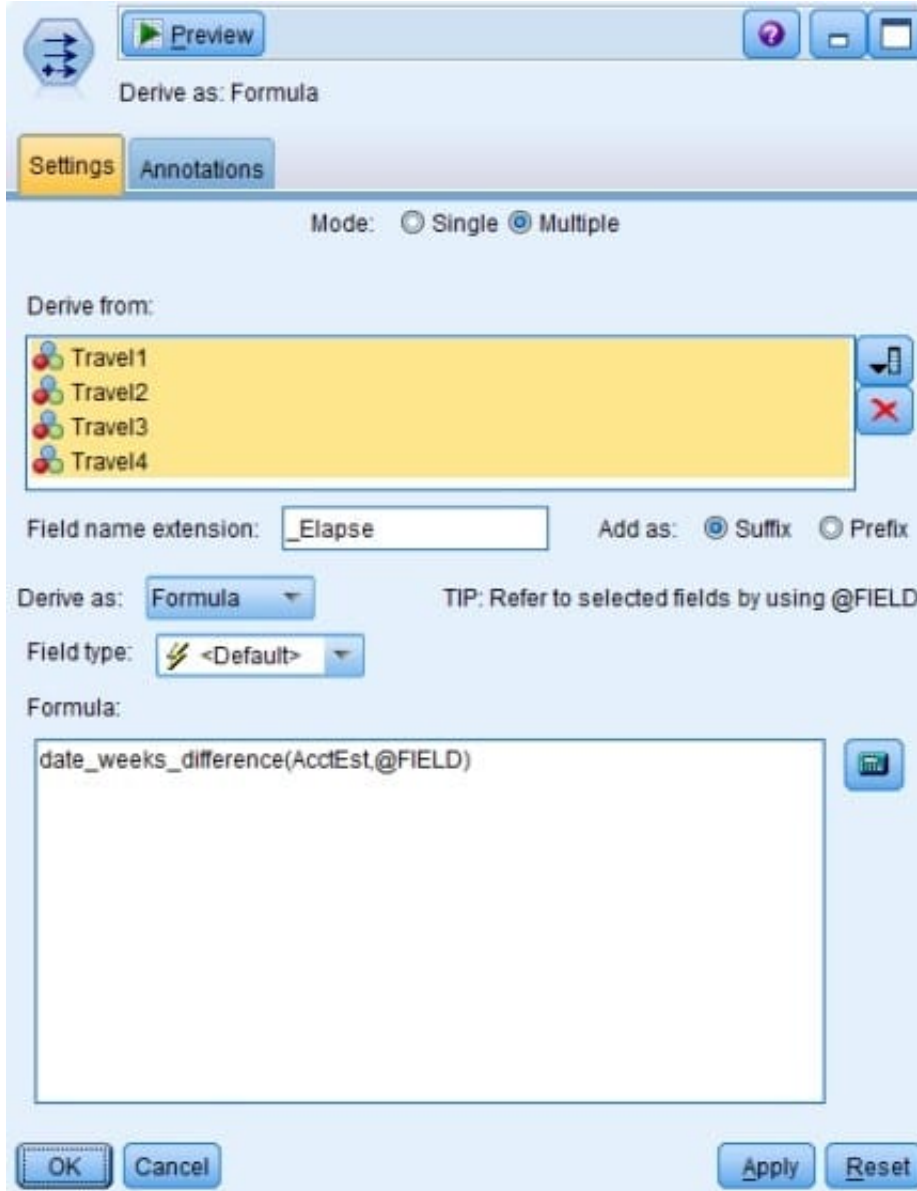 Preview
?
Derive as: Formula
Settings Annotations
Mode: Single Multiple
Derive from:
Travel1
Travel2
Travel3
Travel4
Field name extension: _Elapse Add as: Suffix Prefix
Derive as: Formula TIP: Refer to selected fields by using @FIELD
Field type: <Default>
Formula:
date_weeks_difference(AcctEst,@FIELD)
OK Cancel Apply Reset